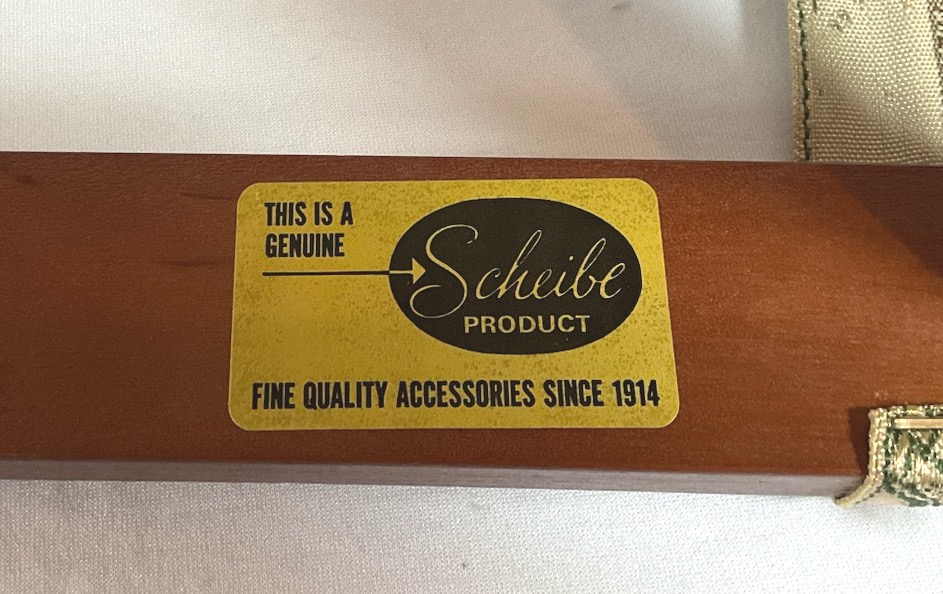 THIS IS A
GENUINE
Scheibe
PRODUCT
FINE QUALITY ACCESSORIES SINCE 1914